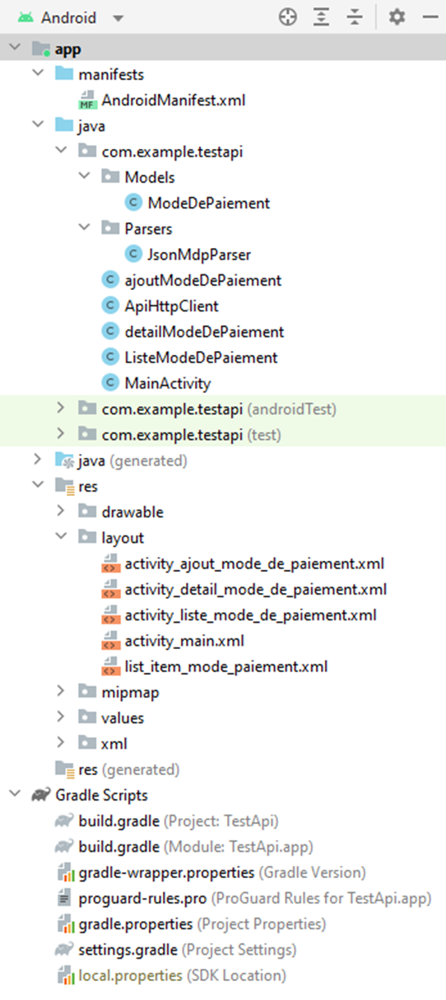 Android
app
manifests
MF AndroidManifest.xml
java
com.example.testapi
Models
C ModeDePaiement
Parsers
C JsonMdpParser
C ajoutModeDePaiement
C ApiHttpClient
C detailModeDePaiement
C ListeModeDePaiement
C MainActivity
com.example.testapi (androidTest)
com.example.testapi (test)
java (generated)
res
drawable
layout
activity_ajout_mode_de_paiement.xml
activity_detail_mode_de_paiement.xml
activity_liste_mode_de_paiement.xml
activity_main.xml
list_item_mode_paiement.xml
mipmap
values
xml
res (generated)
Gradle Scripts
build.gradle (Project: TestApi)
build.gradle (Module: TestApi.app)
gradle-wrapper.properties (Gradle Version)
proguard-rules.pro (ProGuard Rules for TestApi.app)
gradle.properties (Project Properties)
settings.gradle (Project Settings)
local.properties (SDK Location)